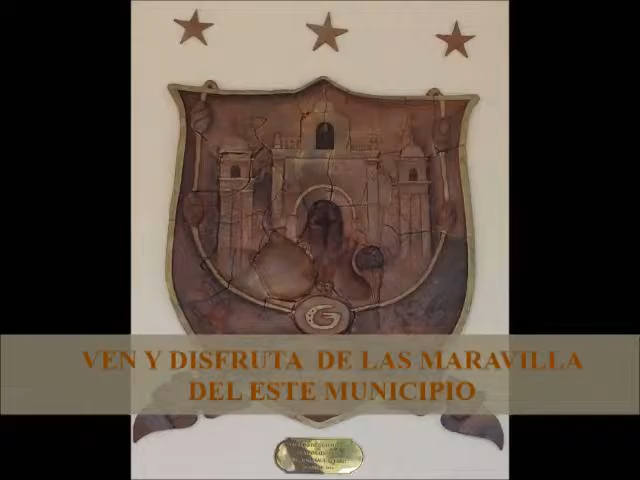 G
VEN Y DISFRUTA DE LAS MARAVILLA
DEL ESTE MUNICIPIO